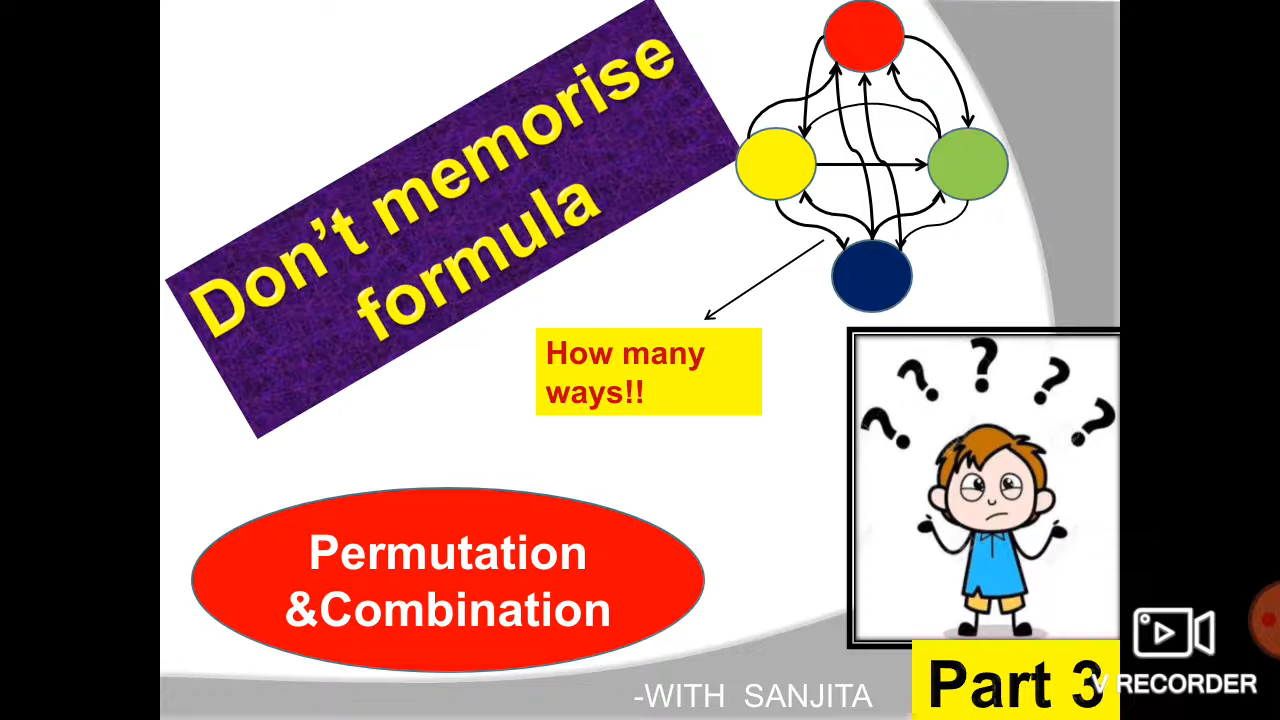 Don't memorise
formula
How many
ways!!
Permutation
&Combination
-WITH SANJITA
Part 3
V RECORDER